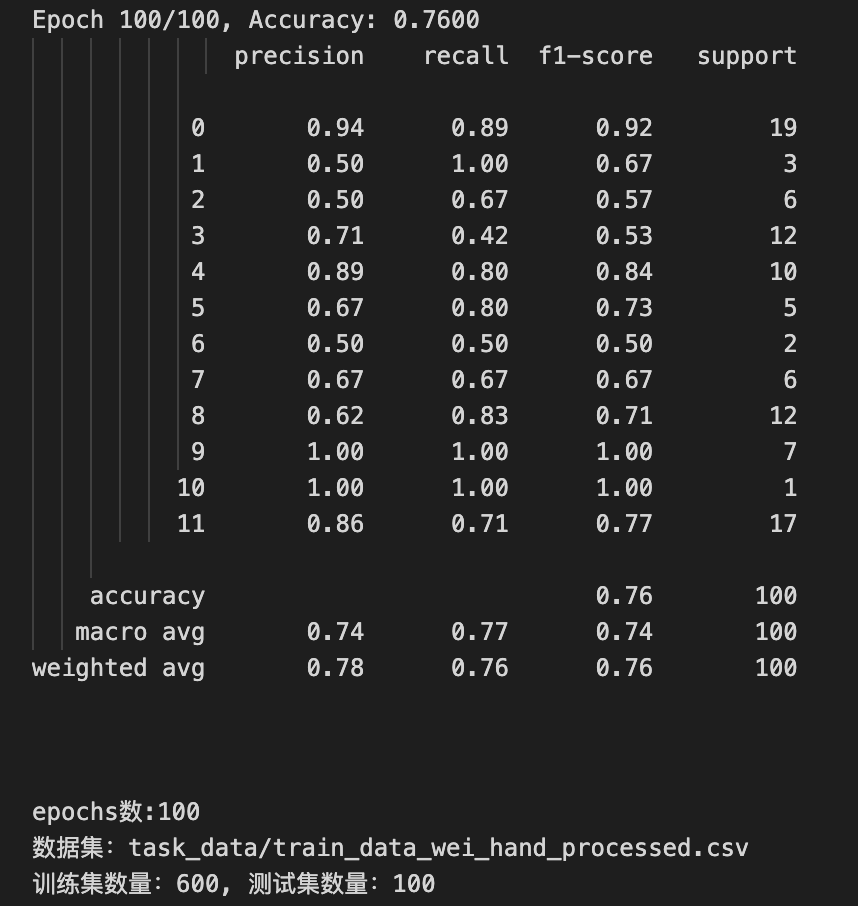 Epoch 100/100, Accuracy: 0.7600
precision recall f1-score support
0 0.94 0.89 0.92 19
1 0.50 1.00 0.67 3
2 0.50 0.67 0.57 6
3 0.71 0.42 0.53 12
4 0.89 0.80 0.84 10
5 0.67 0.80 0.73 5
6 0.50 0.50 0.50 2
7 0.67 0.67 0.67 6
8 0.62 0.83 0.71 12
9 1.00 1.00 1.00 7
10 1.00 1.00 1.00 1
11 0.86 0.71 0.77 17
accuracy 0.76 100
macro avg 0.74 0.77 0.74 100
weighted avg 0.78 0.76 0.76 100
epochs数:100
数据集：task_data/train_data_wei_hand_processed.csv
训练集数量：600, 测试集数量：100